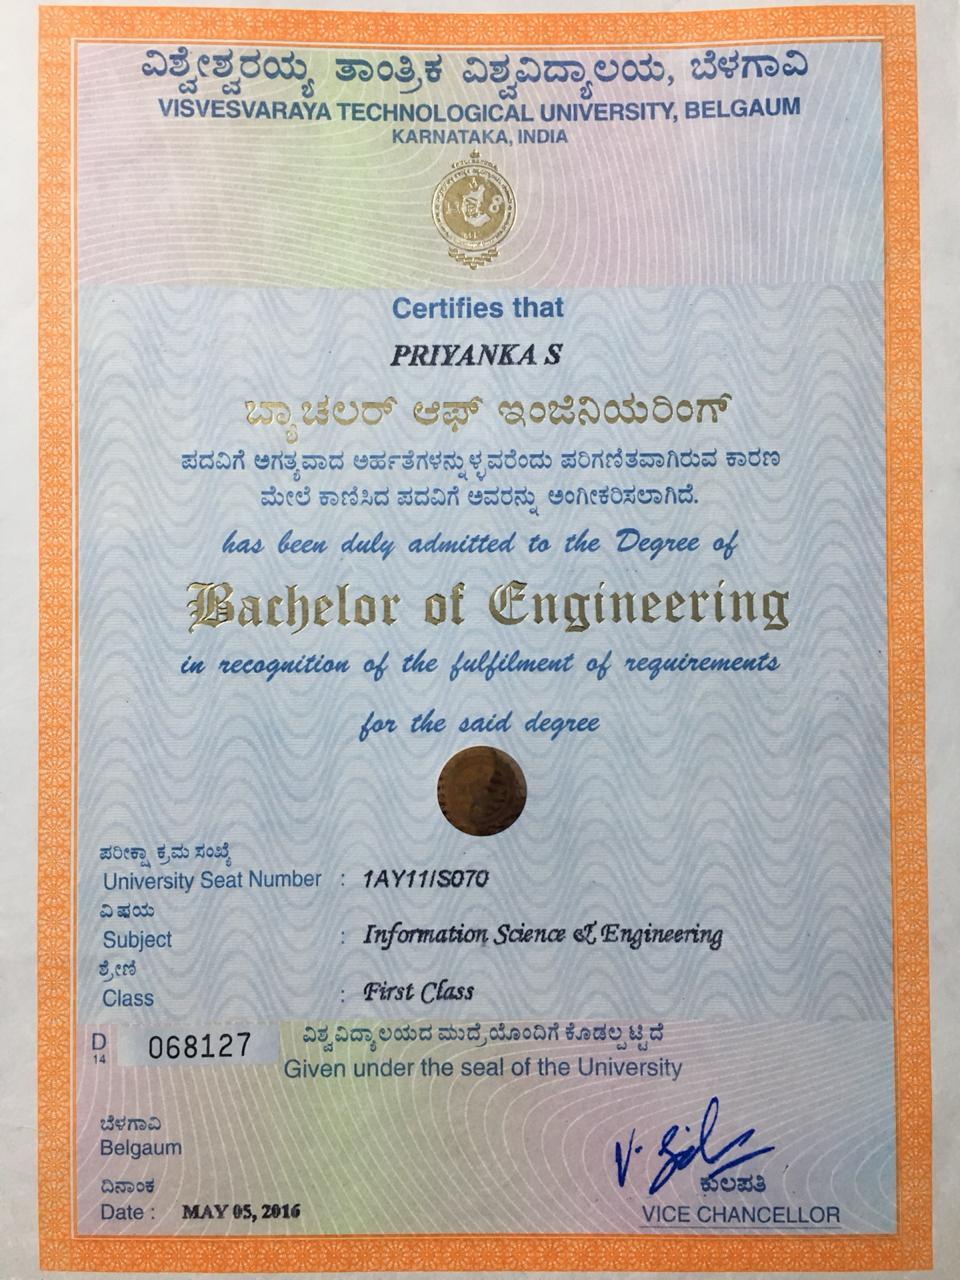 ವಿಶ್ವೇಶ್ವರಯ್ಯ ತಾಂತ್ರಿಕ ವಿಶ್ವವಿದ್ಯಾಲಯ, ಬೆಳಗಾವಿ
VISVESVARAYA TECHNOLOGICAL UNIVERSITY, BELGAUM
KARNATAKA, INDIA
Certifies that
PRIYANKA S
ಬ್ಯಾಚಲರ್ ಆಫ್ ಇಂಜಿನಿಯರಿಂಗ್
ಪದವಿಗೆ ಅಗತ್ಯವಾದ ಅರ್ಹತೆಗಳನ್ನುಳ್ಳವರೆಂದು ಪರಿಗಣಿತವಾಗಿರುವ ಕಾರಣ
ಮೇಲೆ ಕಾಣಿಸಿದ ಪದವಿಗೆ ಅವರನ್ನು ಅಂಗೀಕರಿಸಲಾಗಿದೆ.
has been duly admitted to the Degree of
Bachelor of Engineering
in recognition of the fulfilment of requirements
for the said degree
ಪರೀಕ್ಷಾ ಕ್ರಮ ಸಂಖ್ಯೆ
University Seat Number : 1AY11IS070
ವಿಷಯ
Subject : Information Science & Engineering
ಶ್ರೇಣಿ
Class : First Class
D 14 068127
ವಿಶ್ವವಿದ್ಯಾಲಯದ ಮುದ್ರೆಯೊಂದಿಗೆ ಕೊಡಲ್ಪಟ್ಟಿದೆ
Given under the seal of the University
ಬೆಳಗಾವಿ
Belgaum
ದಿನಾಂಕ
Date : MAY 05, 2016
ಕುಲಪತಿ
VICE CHANCELLOR